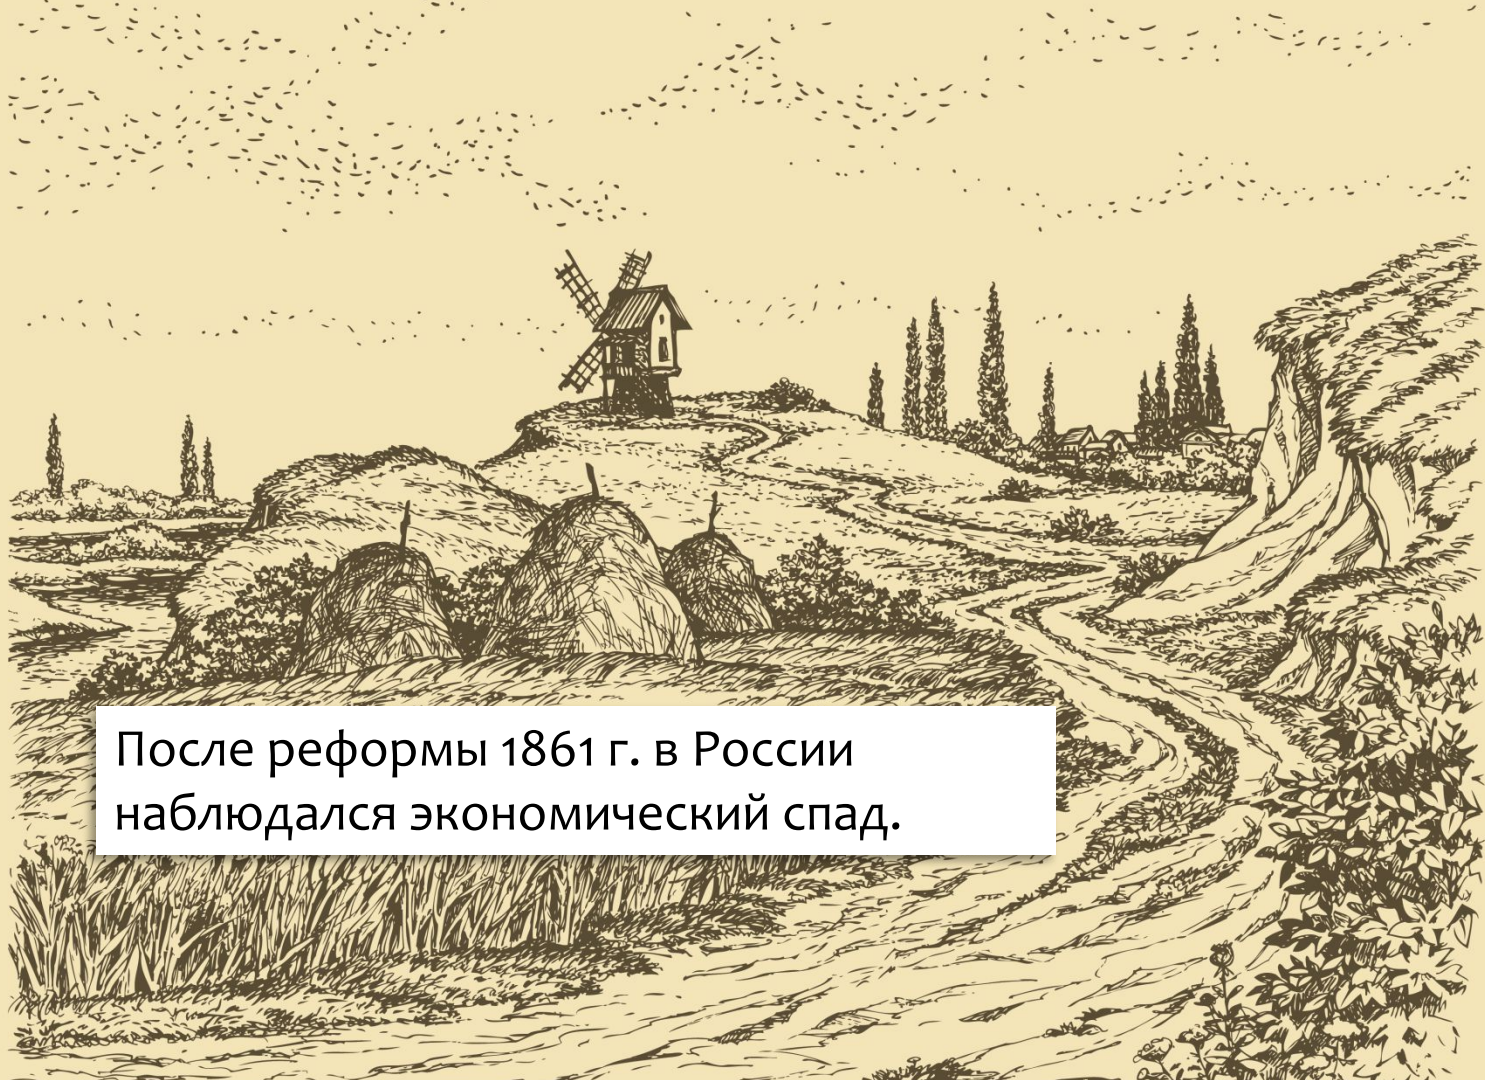 После реформы 1861 г. в России
наблюдался экономический спад.